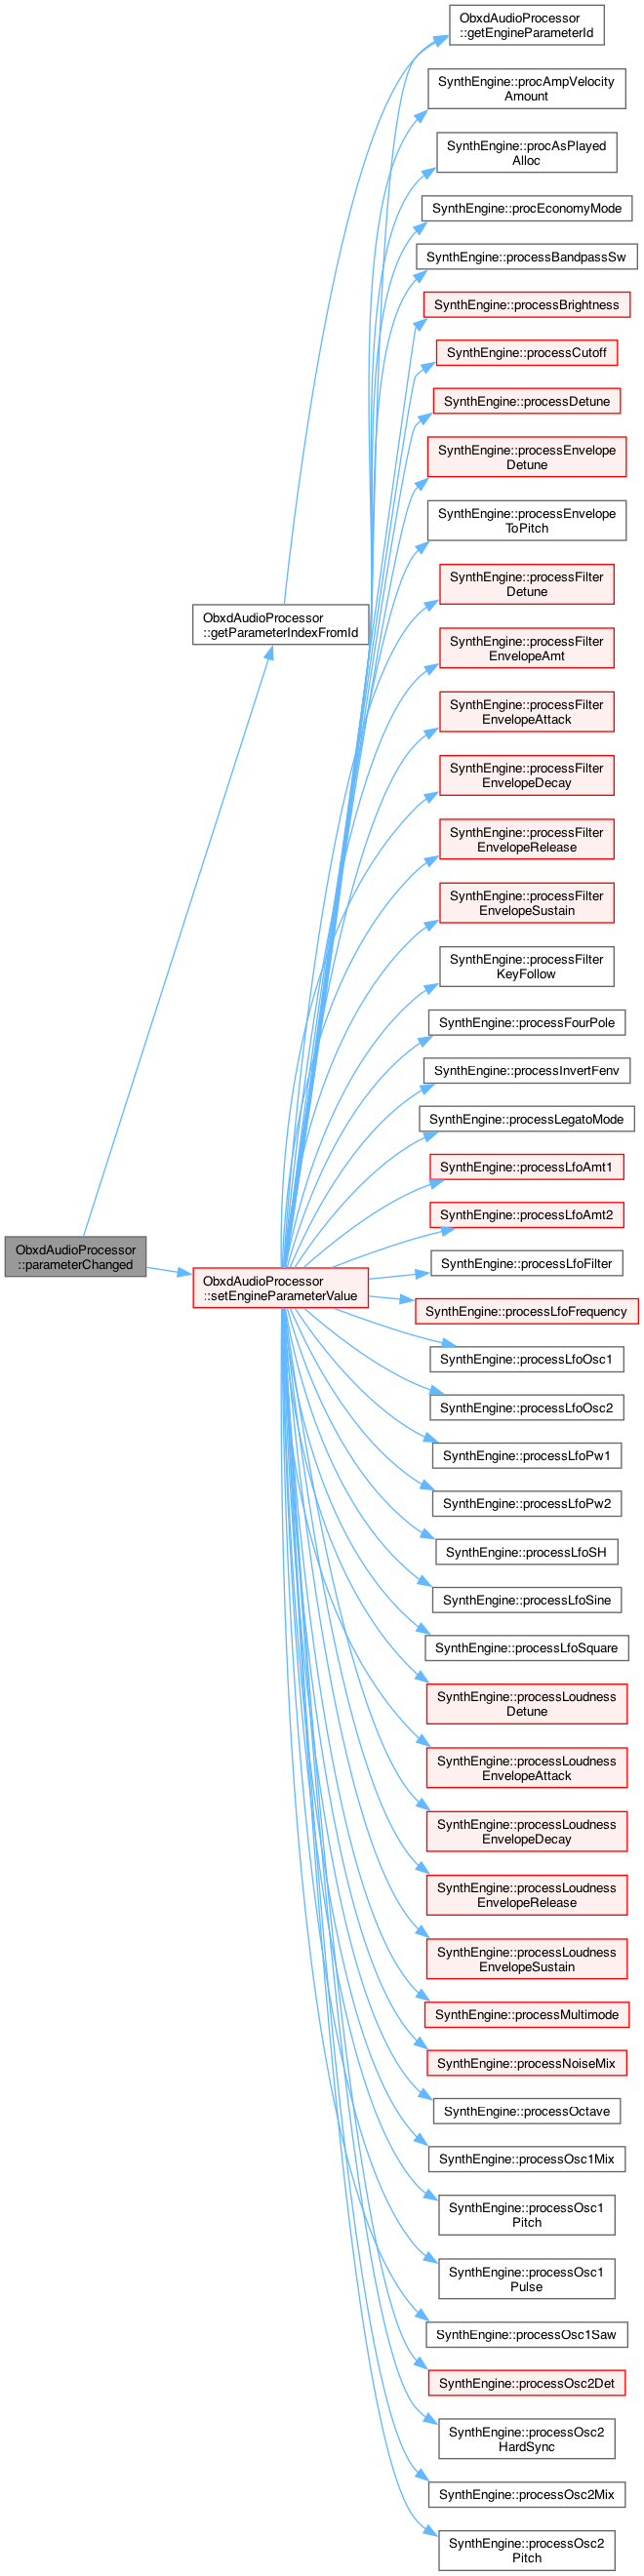 ObxdAudioProcessor
::getEngineParameterId
SynthEngine::procAmpVelocity
Amount
SynthEngine::procAsPlayed
Alloc
SynthEngine::procEconomyMode
SynthEngine::processBandpassSw
SynthEngine::processBrightness
SynthEngine::processCutoff
SynthEngine::processDetune
SynthEngine::processEnvelope
Detune
SynthEngine::processEnvelope
ToPitch
SynthEngine::processFilter
Detune
ObxdAudioProcessor
::getParameterIndexFromId
SynthEngine::processFilter
EnvelopeAmt
SynthEngine::processFilter
EnvelopeAttack
SynthEngine::processFilter
EnvelopeDecay
SynthEngine::processFilter
EnvelopeRelease
SynthEngine::processFilter
EnvelopeSustain
SynthEngine::processFilter
KeyFollow
SynthEngine::processFourPole
SynthEngine::processInvertFenv
SynthEngine::processLegatoMode
SynthEngine::processLfoAmt1
SynthEngine::processLfoAmt2
ObxdAudioProcessor
::parameterChanged
SynthEngine::processLfoFilter
ObxdAudioProcessor
::setEngineParameterValue
SynthEngine::processLfoFrequency
SynthEngine::processLfoOsc1
SynthEngine::processLfoOsc2
SynthEngine::processLfoPw1
SynthEngine::processLfoPw2
SynthEngine::processLfoSH
SynthEngine::processLfoSine
SynthEngine::processLfoSquare
SynthEngine::processLoudness
Detune
SynthEngine::processLoudness
EnvelopeAttack
SynthEngine::processLoudness
EnvelopeDecay
SynthEngine::processLoudness
EnvelopeRelease
SynthEngine::processLoudness
EnvelopeSustain
SynthEngine::processMultimode
SynthEngine::processNoiseMix
SynthEngine::processOctave
SynthEngine::processOsc1Mix
SynthEngine::processOsc1
Pitch
SynthEngine::processOsc1
Pulse
SynthEngine::processOsc1Saw
SynthEngine::processOsc2Det
SynthEngine::processOsc2
HardSync
SynthEngine::processOsc2Mix
SynthEngine::processOsc2
Pitch